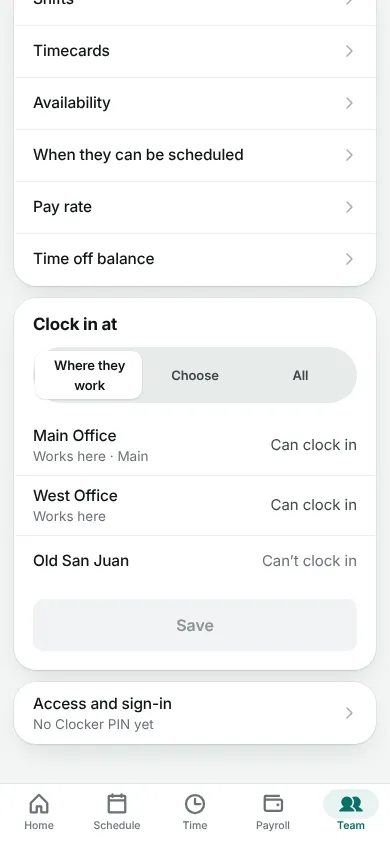 Shifts
Timecards
Availability
When they can be scheduled
Pay rate
Time off balance
Clock in at
Where they
work
Choose
All
Main Office
Works here · Main
Can clock in
West Office
Works here
Can clock in
Old San Juan
Can’t clock in
Save
Access and sign-in
No Clocker PIN yet
Home
Schedule
Time
Payroll
Team